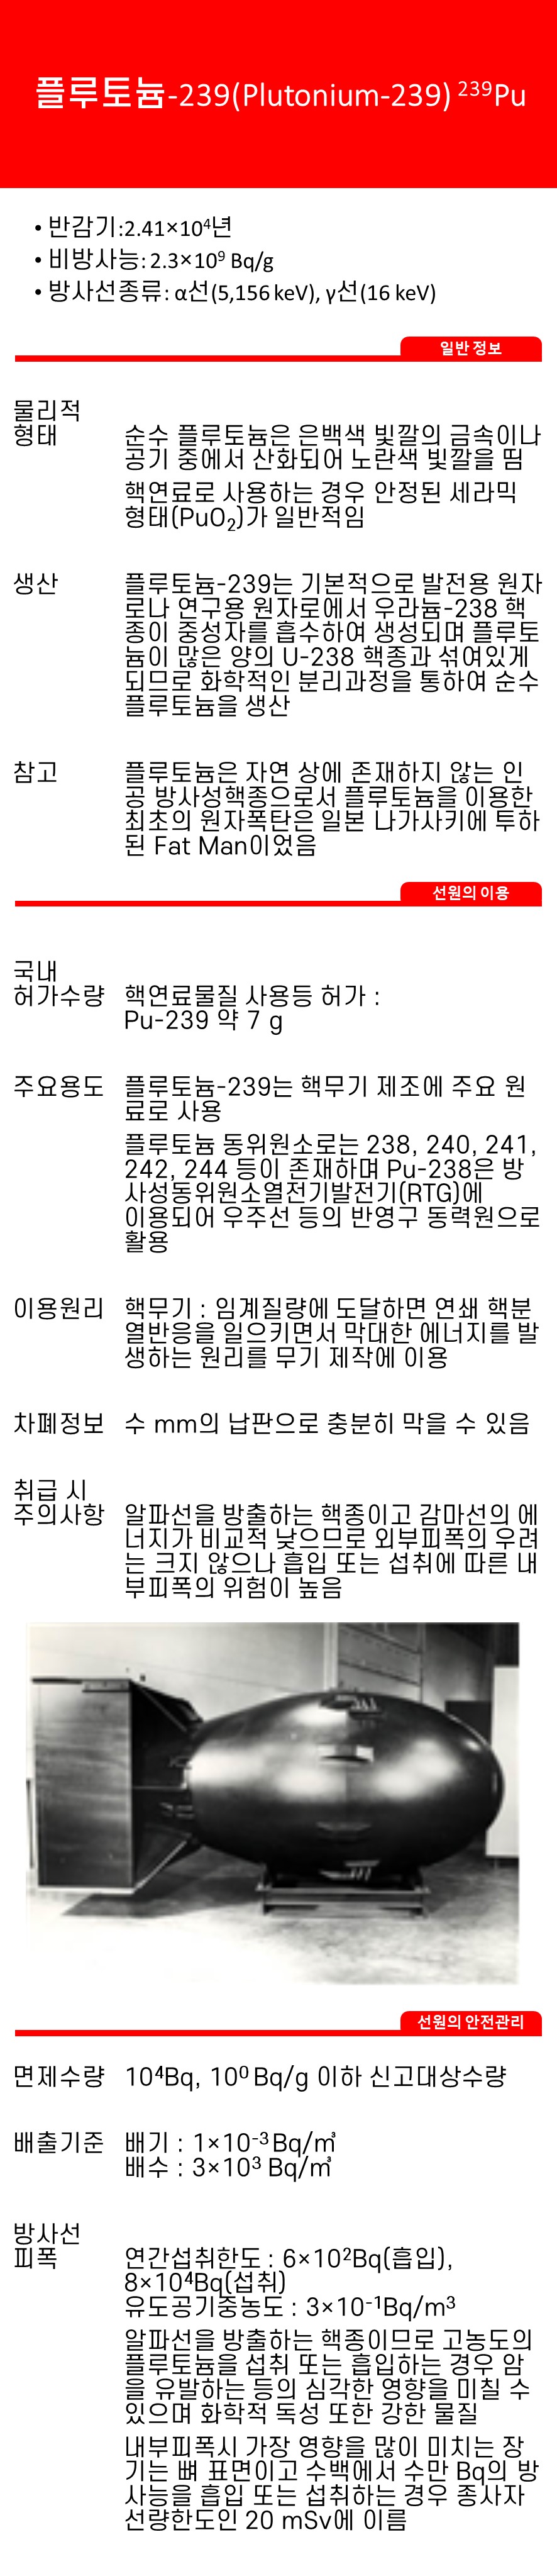 플루토늄-239(Plutonium-239) ²³⁹Pu
• 반감기:2.41×10⁴년
• 비방사능: 2.3×10⁹ Bq/g
• 방사선종류: α선(5,156 keV), γ선(16 keV)
일반 정보
물리적
형태 순수 플루토늄은 은백색 빛깔의 금속이나
공기 중에서 산화되어 노란색 빛깔을 띰
핵연료로 사용하는 경우 안정된 세라믹
형태(PuO₂)가 일반적임
생산 플루토늄-239는 기본적으로 발전용 원자
로나 연구용 원자로에서 우라늄-238 핵
종이 중성자를 흡수하여 생성되며 플루토
늄이 많은 양의 U-238 핵종과 섞여있게
되므로 화학적인 분리과정을 통하여 순수
플루토늄을 생산
참고 플루토늄은 자연 상에 존재하지 않는 인
공 방사성핵종으로서 플루토늄을 이용한
최초의 원자폭탄은 일본 나가사키에 투하
된 Fat Man이었음
선원의 이용
국내
허가수량 핵연료물질 사용등 허가 :
Pu-239 약 7 g
주요용도 플루토늄-239는 핵무기 제조에 주요 원
료로 사용
플루토늄 동위원소로는 238, 240, 241,
242, 244 등이 존재하며 Pu-238은 방
사성동위원소열전기발전기(RTG)에
이용되어 우주선 등의 반영구 동력원으로
활용
이용원리 핵무기 : 임계질량에 도달하면 연쇄 핵분
열반응을 일으키면서 막대한 에너지를 발
생하는 원리를 무기 제작에 이용
차폐정보 수 mm의 납판으로 충분히 막을 수 있음
취급 시
주의사항 알파선을 방출하는 핵종이고 감마선의 에
너지가 비교적 낮으므로 외부피폭의 우려
는 크지 않으나 흡입 또는 섭취에 따른 내
부피폭의 위험이 높음
선원의 안전관리
면제수량 10⁴Bq, 10⁰ Bq/g 이하 신고대상수량
배출기준 배기 : 1×10⁻³ Bq/㎥
배수 : 3×10³ Bq/㎥
방사선
피폭 연간섭취한도 : 6×10²Bq(흡입),
8×10⁴Bq(섭취)
유도공기중농도 : 3×10⁻¹Bq/m³
알파선을 방출하는 핵종이므로 고농도의
플루토늄을 섭취 또는 흡입하는 경우 암
을 유발하는 등의 심각한 영향을 미칠 수
있으며 화학적 독성 또한 강한 물질
내부피폭시 가장 영향을 많이 미치는 장
기는 뼈 표면이고 수백에서 수만 Bq의 방
사능을 흡입 또는 섭취하는 경우 종사자
선량한도인 20 mSv에 이름